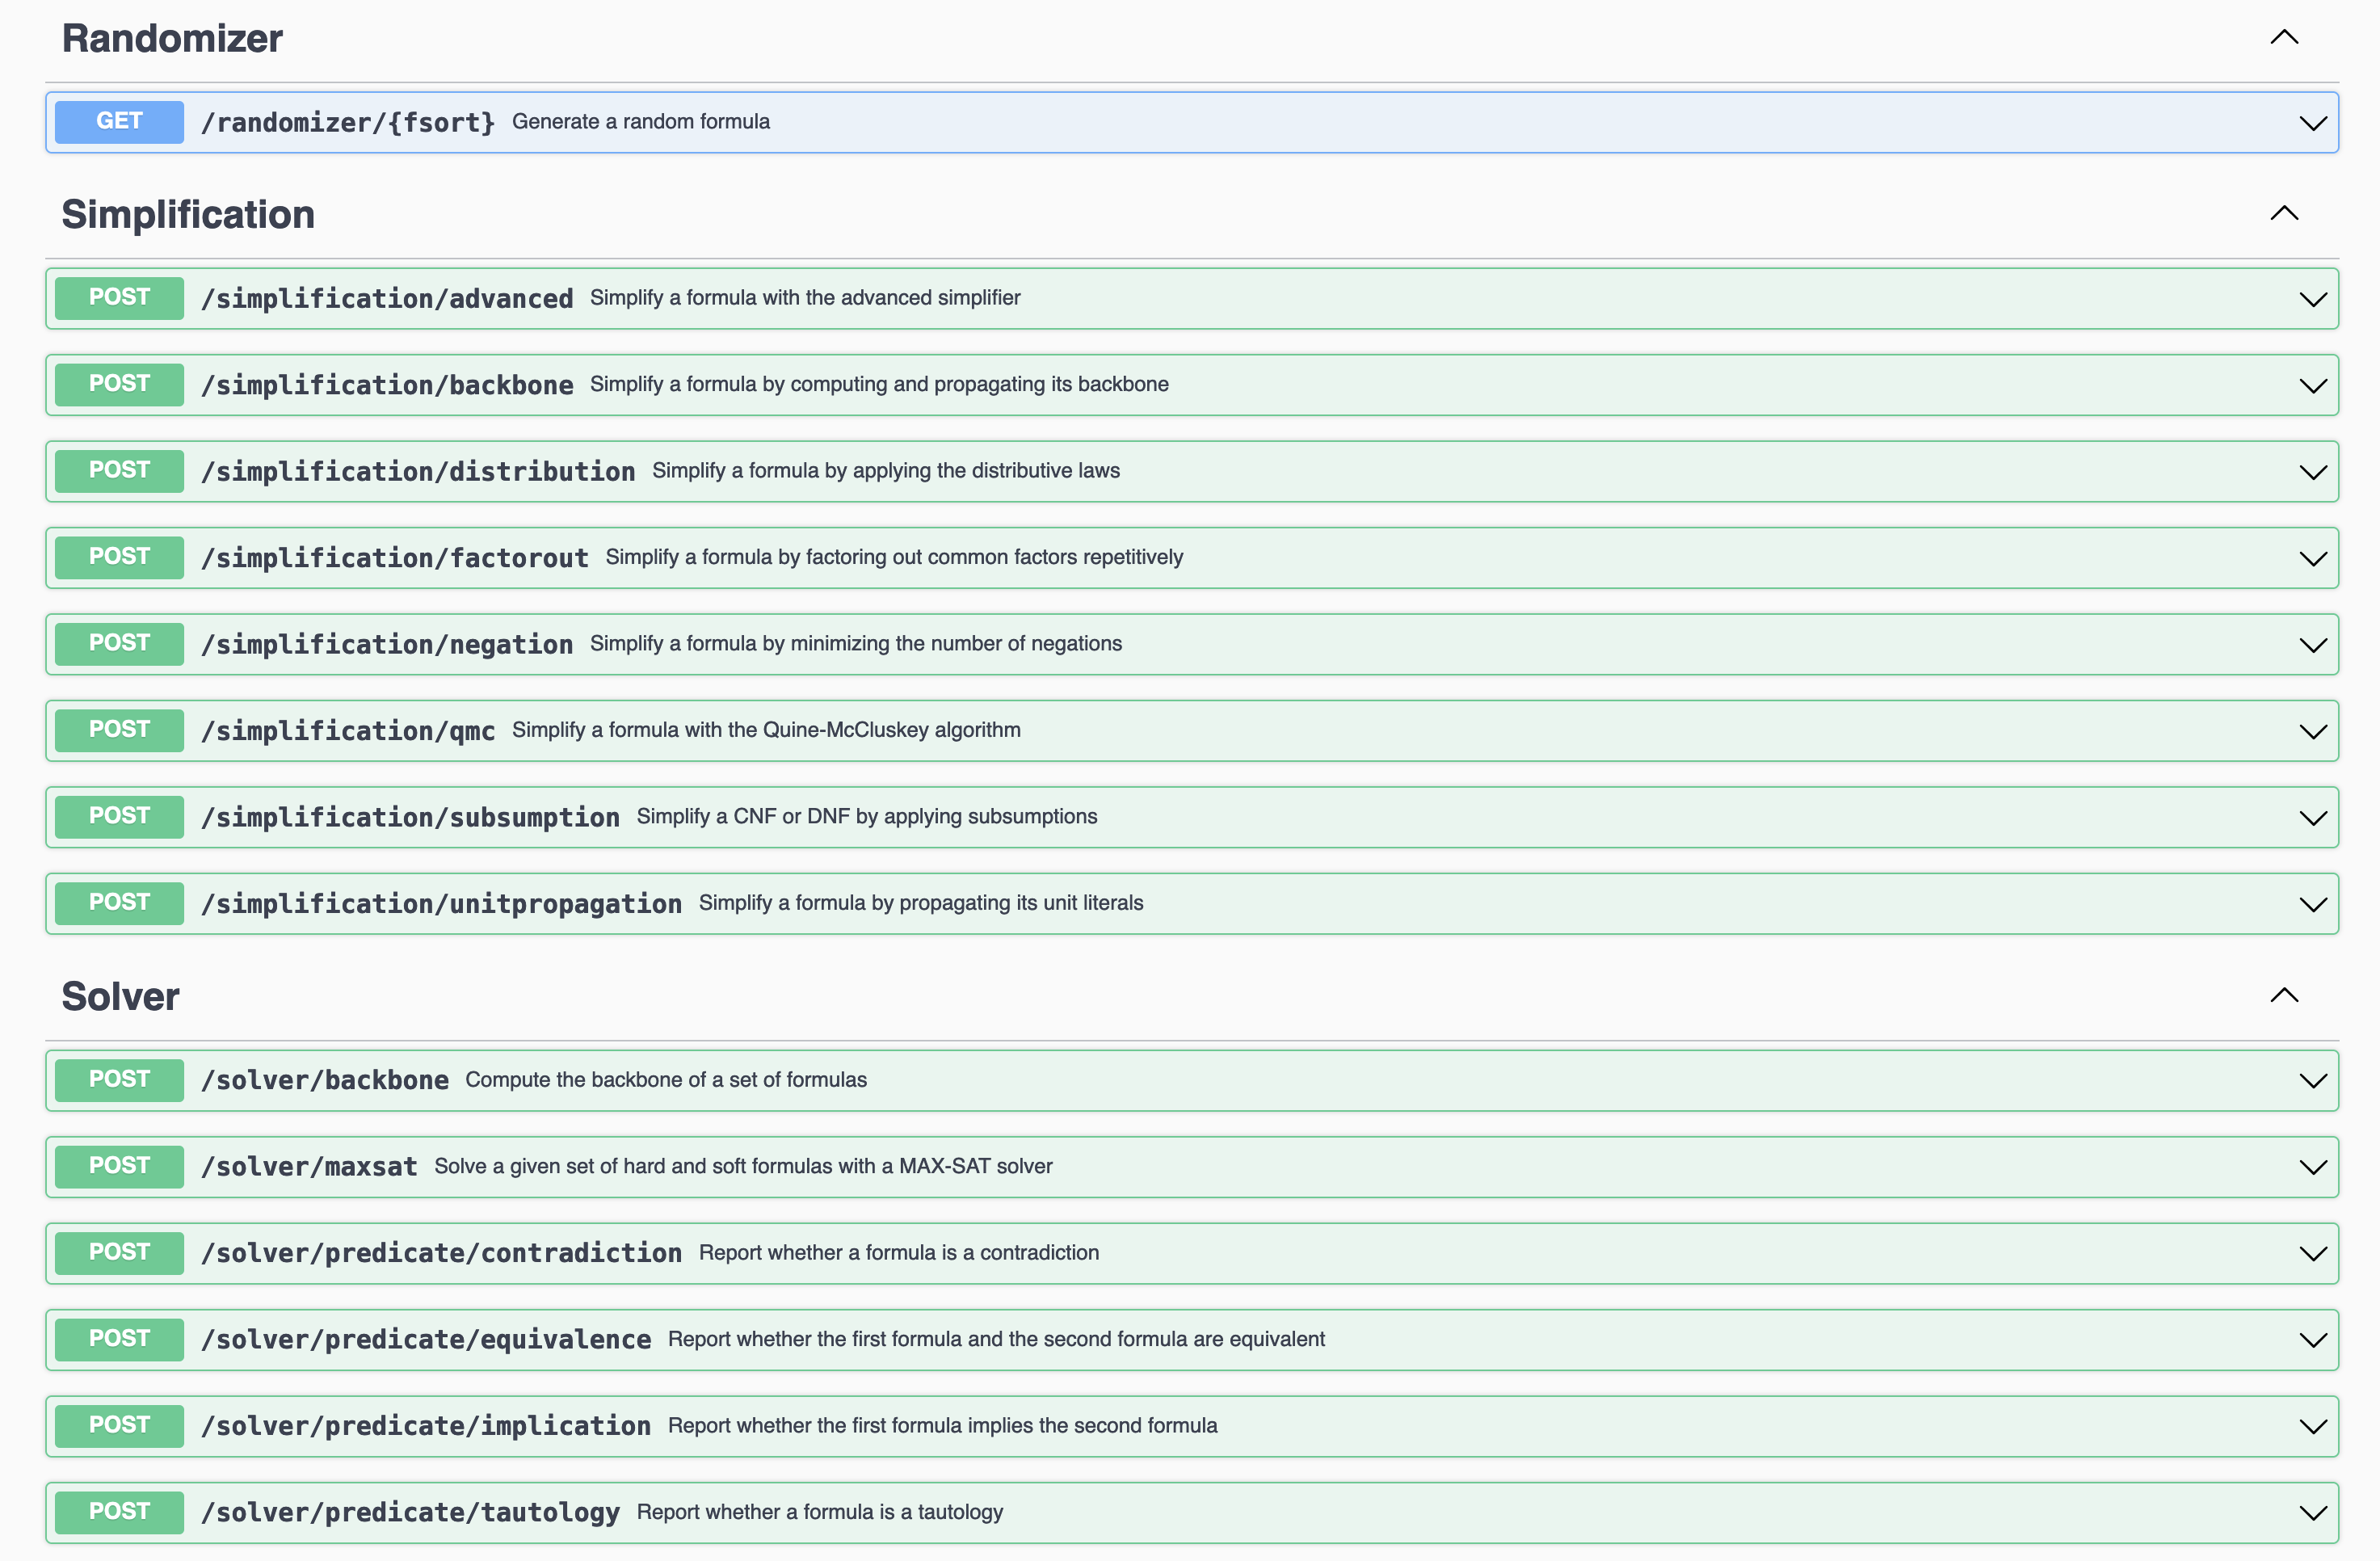 Randomizer
GET /randomizer/{fsort} Generate a random formula
Simplification
POST /simplification/advanced Simplify a formula with the advanced simplifier
POST /simplification/backbone Simplify a formula by computing and propagating its backbone
POST /simplification/distribution Simplify a formula by applying the distributive laws
POST /simplification/factorout Simplify a formula by factoring out common factors repetitively
POST /simplification/negation Simplify a formula by minimizing the number of negations
POST /simplification/qmc Simplify a formula with the Quine-McCluskey algorithm
POST /simplification/subsumption Simplify a CNF or DNF by applying subsumptions
POST /simplification/unitpropagation Simplify a formula by propagating its unit literals
Solver
POST /solver/backbone Compute the backbone of a set of formulas
POST /solver/maxsat Solve a given set of hard and soft formulas with a MAX-SAT solver
POST /solver/predicate/contradiction Report whether a formula is a contradiction
POST /solver/predicate/equivalence Report whether the first formula and the second formula are equivalent
POST /solver/predicate/implication Report whether the first formula implies the second formula
POST /solver/predicate/tautology Report whether a formula is a tautology